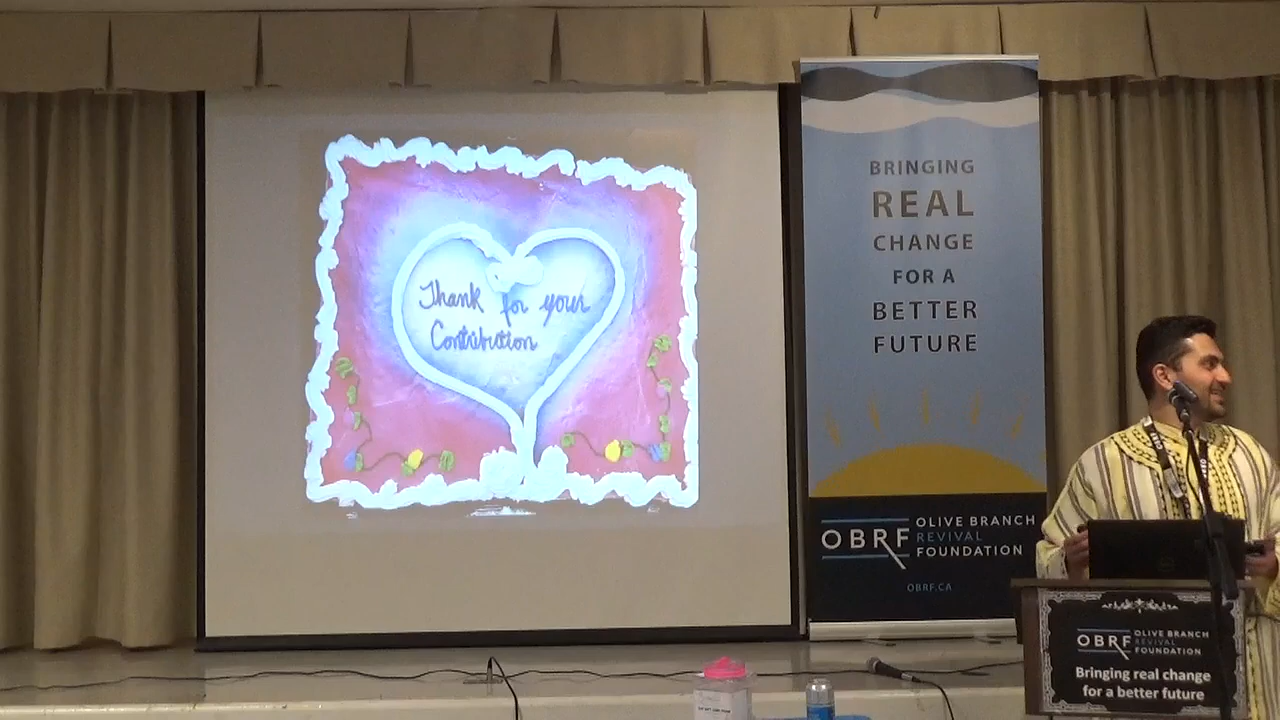 Thank for your
Contribution
BRINGING
REAL
CHANGE
FOR A
BETTER
FUTURE
OBRF OLIVE BRANCH
REVIVAL
FOUNDATION
OBRF.CA
OBRF OLIVE BRANCH
REVIVAL
FOUNDATION
Bringing real change
for a better future